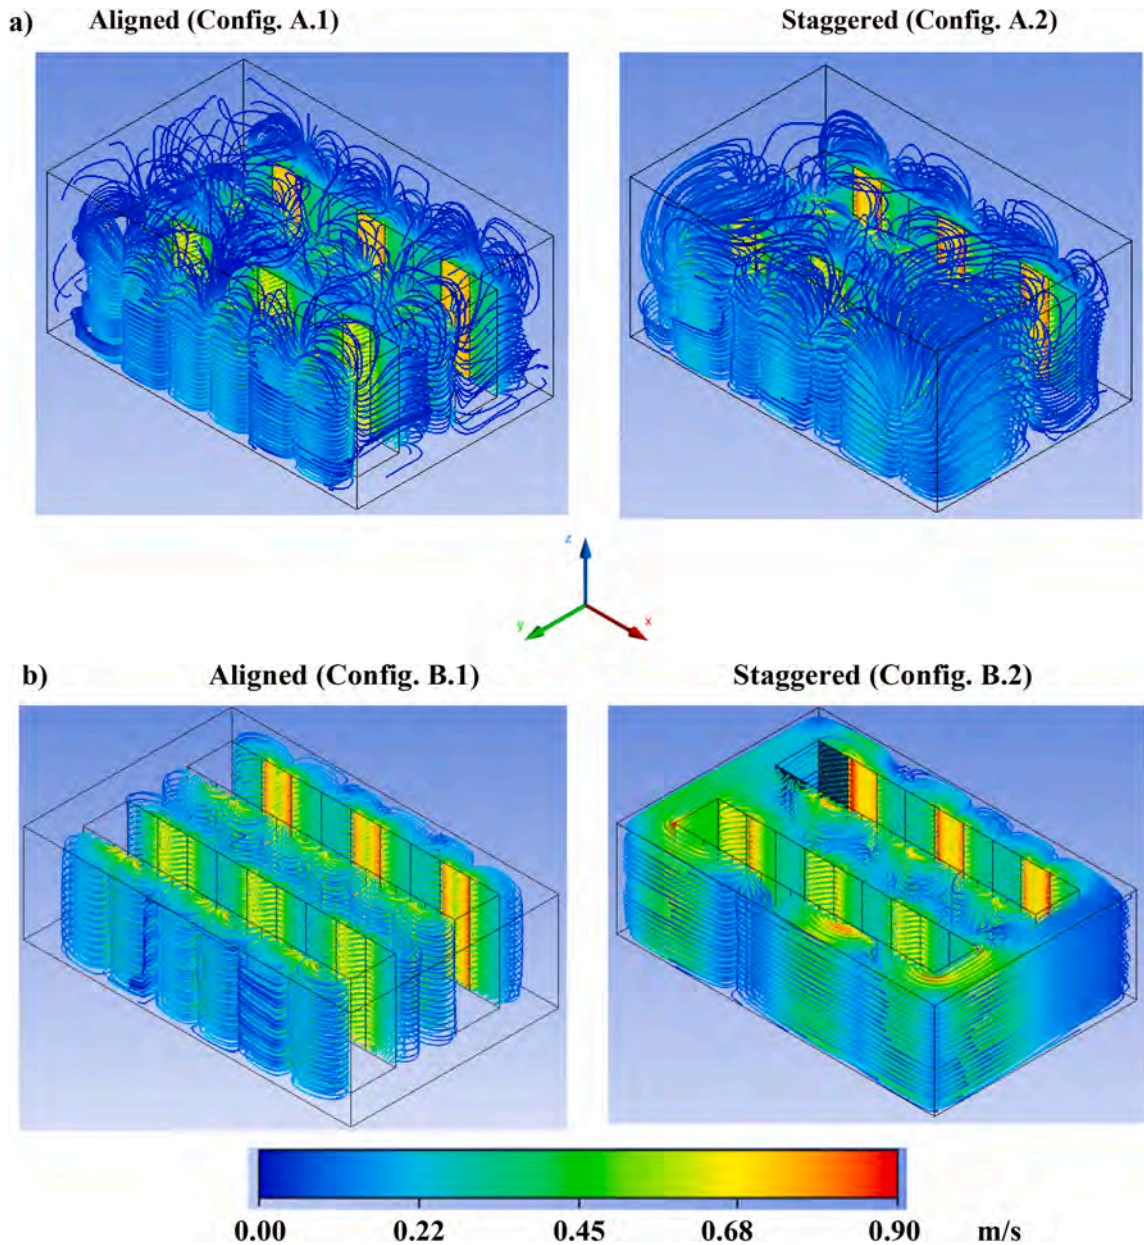 a) Aligned (Config. A.1) Staggered (Config. A.2)
z
y x
b) Aligned (Config. B.1) Staggered (Config. B.2)
0.00 0.22 0.45 0.68 0.90 m/s